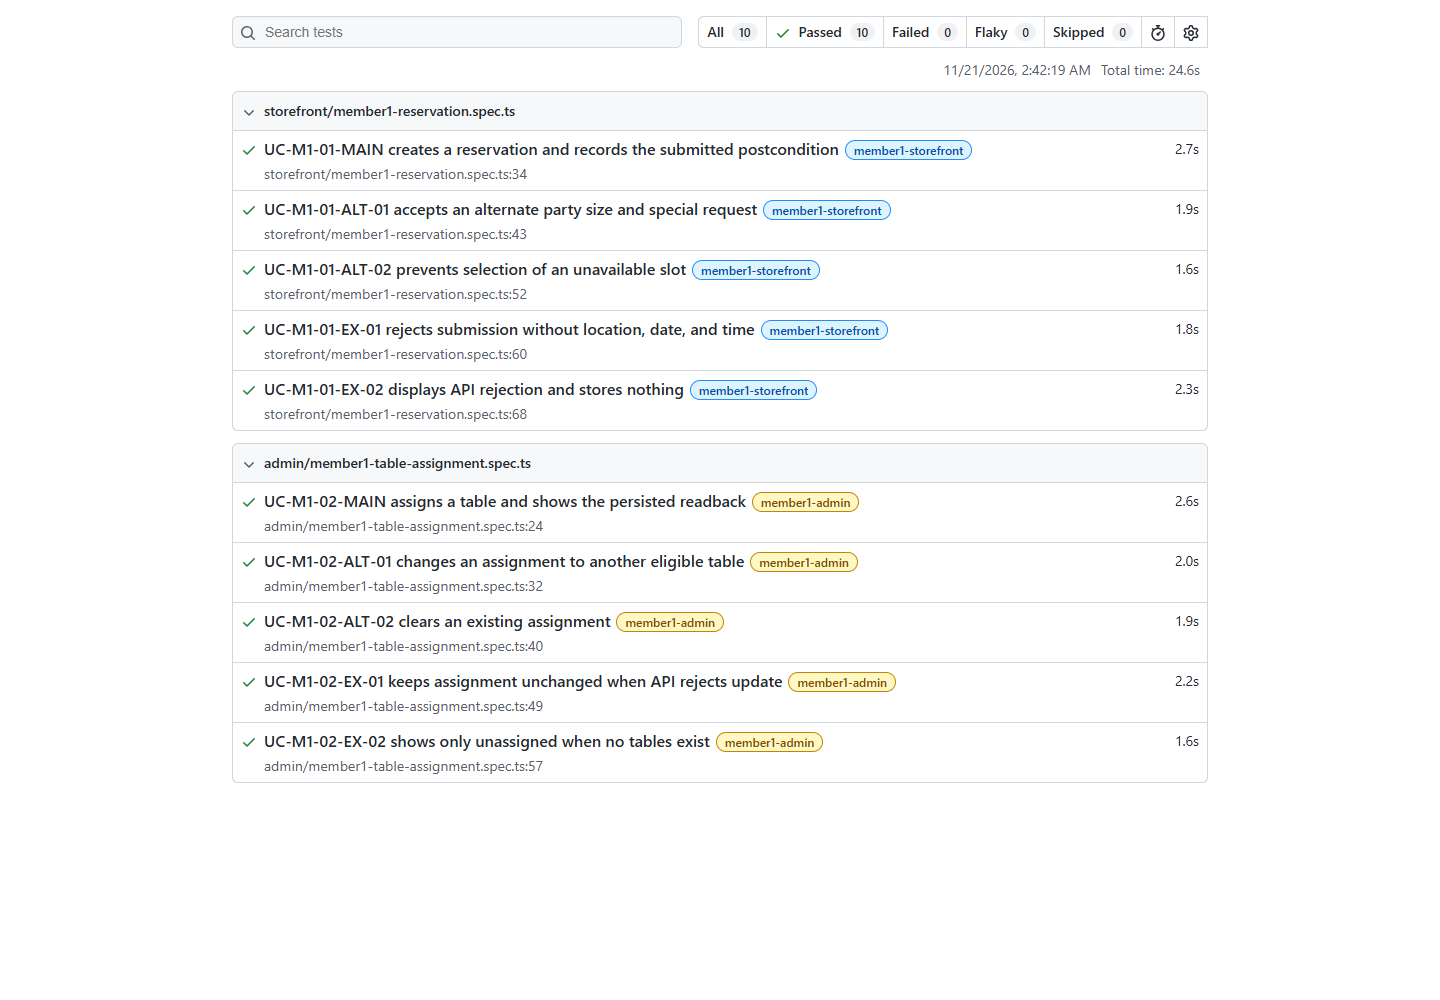 Search tests
All 10 Passed 10 Failed 0 Flaky 0 Skipped 0
11/21/2026, 2:42:19 AM Total time: 24.6s
storefront/member1-reservation.spec.ts
UC-M1-01-MAIN creates a reservation and records the submitted postcondition member1-storefront 2.7s
storefront/member1-reservation.spec.ts:34
UC-M1-01-ALT-01 accepts an alternate party size and special request member1-storefront 1.9s
storefront/member1-reservation.spec.ts:43
UC-M1-01-ALT-02 prevents selection of an unavailable slot member1-storefront 1.6s
storefront/member1-reservation.spec.ts:52
UC-M1-01-EX-01 rejects submission without location, date, and time member1-storefront 1.8s
storefront/member1-reservation.spec.ts:60
UC-M1-01-EX-02 displays API rejection and stores nothing member1-storefront 2.3s
storefront/member1-reservation.spec.ts:68
admin/member1-table-assignment.spec.ts
UC-M1-02-MAIN assigns a table and shows the persisted readback member1-admin 2.6s
admin/member1-table-assignment.spec.ts:24
UC-M1-02-ALT-01 changes an assignment to another eligible table member1-admin 2.0s
admin/member1-table-assignment.spec.ts:32
UC-M1-02-ALT-02 clears an existing assignment member1-admin 1.9s
admin/member1-table-assignment.spec.ts:40
UC-M1-02-EX-01 keeps assignment unchanged when API rejects update member1-admin 2.2s
admin/member1-table-assignment.spec.ts:49
UC-M1-02-EX-02 shows only unassigned when no tables exist member1-admin 1.6s
admin/member1-table-assignment.spec.ts:57